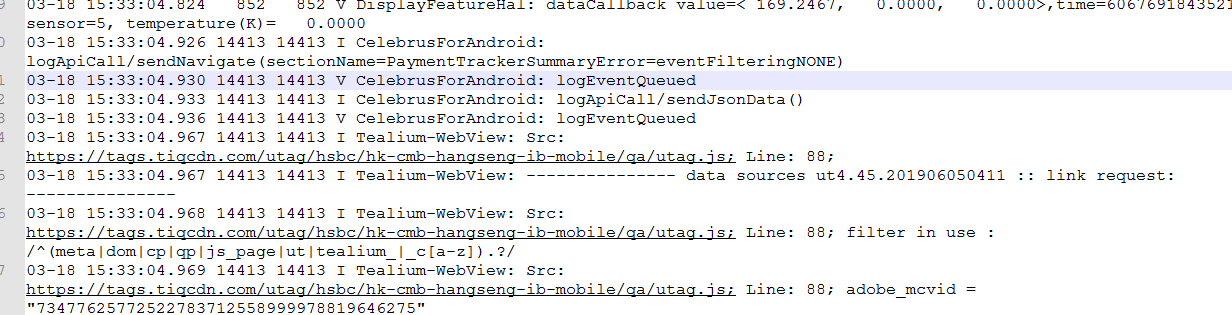 03-18 15:33:04.824   852   852 V DisplayFeatureHal: dataCallback value=< 169.2467,   0.0000,   0.0000>,time=6067691843521
sensor=5, temperature(K)=   0.0000
03-18 15:33:04.926 14413 14413 I CelebrusForAndroid:
logApiCall/sendNavigate(sectionName=PaymentTrackerSummaryError=eventFilteringNONE)
03-18 15:33:04.930 14413 14413 V CelebrusForAndroid: logEventQueued
03-18 15:33:04.933 14413 14413 I CelebrusForAndroid: logApiCall/sendJsonData()
03-18 15:33:04.936 14413 14413 V CelebrusForAndroid: logEventQueued
03-18 15:33:04.967 14413 14413 I Tealium-WebView: Src:
https://tags.tiqcdn.com/utag/hsbc/hk-cmb-hangseng-ib-mobile/qa/utag.js; Line: 88;
03-18 15:33:04.967 14413 14413 I Tealium-WebView: --------------- data sources ut4.45.201906050411 :: link request:
---------------
03-18 15:33:04.968 14413 14413 I Tealium-WebView: Src:
https://tags.tiqcdn.com/utag/hsbc/hk-cmb-hangseng-ib-mobile/qa/utag.js; Line: 88; filter in use :
/^(meta|dom|cp|qp|js_page|ut|tealium_|_c[a-z]).?/
03-18 15:33:04.969 14413 14413 I Tealium-WebView: Src:
https://tags.tiqcdn.com/utag/hsbc/hk-cmb-hangseng-ib-mobile/qa/utag.js; Line: 88; adobe_mcvid =
"73477625772522783712558999978819646275"